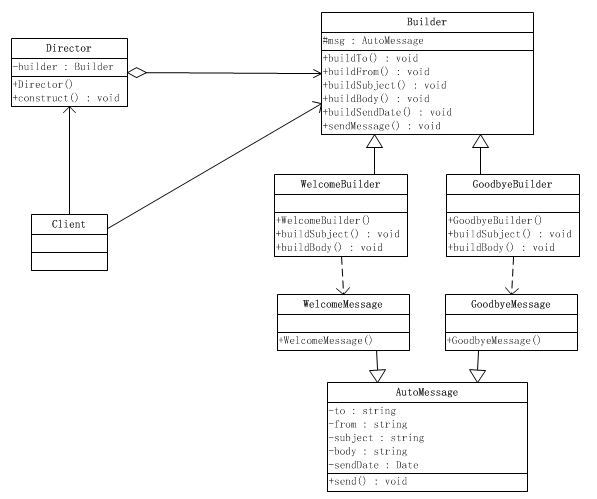 Builder
#msg : AutoMessage
+buildTo() : void
+buildFrom() : void
+buildSubject() : void
+buildBody() : void
+buildSendDate() : void
+sendMessage() : void
Director
-builder : Builder
+Director()
+construct() : void
WelcomeBuilder
+WelcomeBuilder()
+buildSubject() : void
+buildBody() : void
GoodbyeBuilder
+GoodbyeBuilder()
+buildSubject() : void
+buildBody() : void
Client
WelcomeMessage
+WelcomeMessage()
GoodbyeMessage
+GoodbyeMessage()
AutoMessage
-to : string
-from : string
-subject : string
-body : string
-sendDate : Date
+send() : void